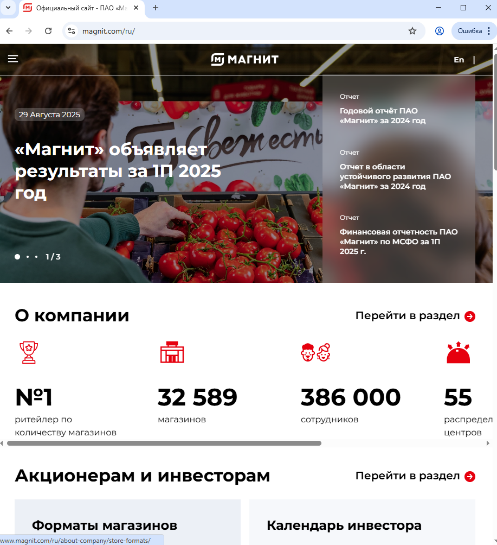 Официальный сайт - ПАО «Ма
magnit.com/ru/
Ошибка
МАГНИТ
En |
29 Августа 2025
«Магнит» объявляет
результаты за 1П 2025
год
1 / 3
Отчет
Годовой отчёт ПАО
«Магнит» за 2024 год
Отчет
Отчет в области
устойчивого развития ПАО
«Магнит» за 2024 год
Отчет
Финансовая отчетность ПАО
«Магнит» по МСФО за 1П
2025 г.
О компании
Перейти в раздел
№1
ритейлер по
количеству магазинов
32 589
магазинов
386 000
сотрудников
55
распредел
центров
Акционерам и инвесторам
Перейти в раздел
Форматы магазинов
Календарь инвестора
www.magnit.com/ru/about-company/store-formats/